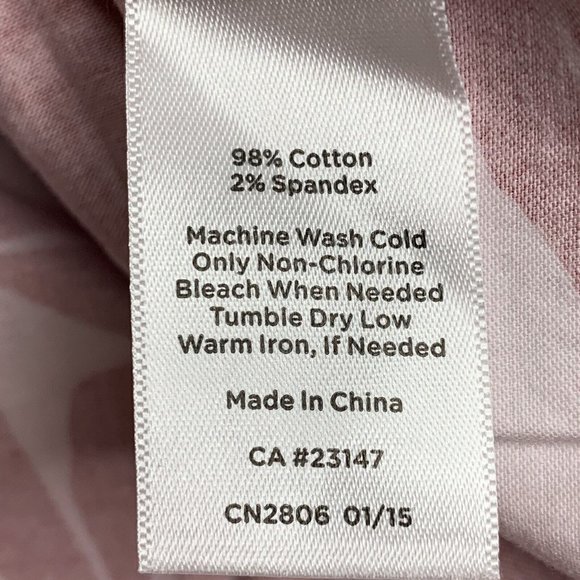 98% Cotton
2% Spandex
Machine Wash Cold
Only Non-Chlorine
Bleach When Needed
Tumble Dry Low
Warm Iron, If Needed
Made In China
CA #23147
CN2806 01/15